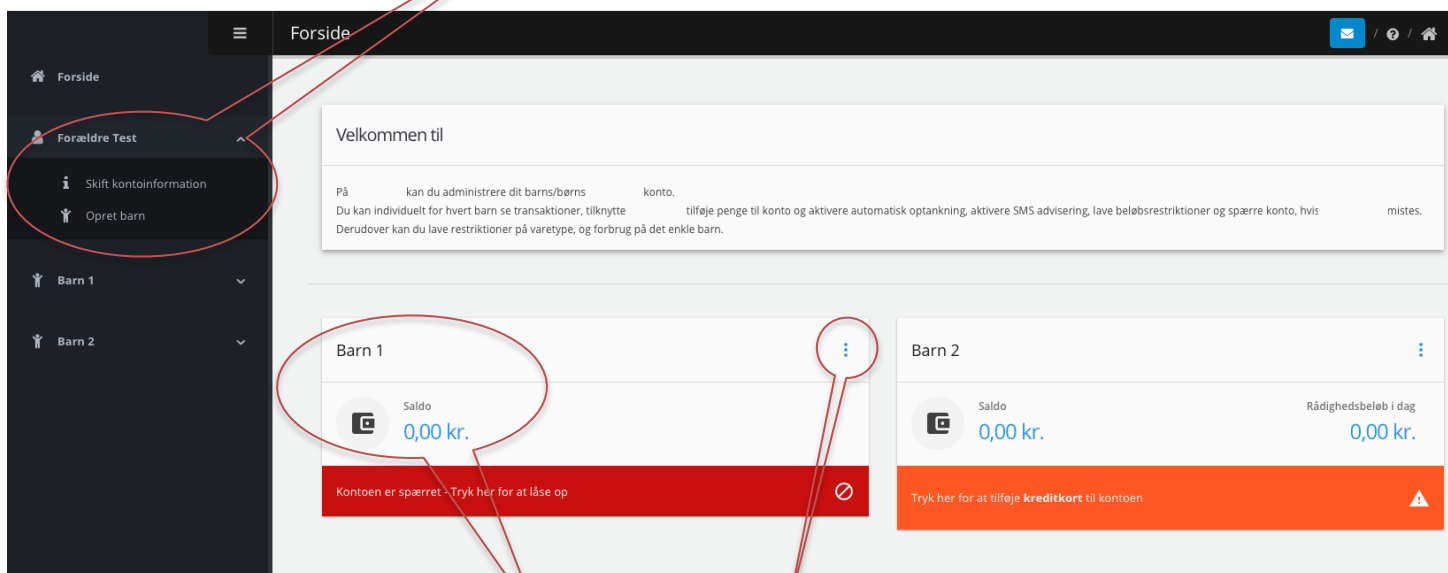 Forside
/ /
Forside
Forældre Test
Skift kontoinformation
Opret barn
Barn 1
Barn 2
Velkommen til
På kan du administrere dit barns/børns konto.
Du kan individuelt for hvert barn se transaktioner, tilknytte tilføje penge til konto og aktivere automatisk optankning, aktivere SMS advisering, lave beløbsrestriktioner og spærre konto, hvis mistes.
Derudover kan du lave restriktioner på varetype, og forbrug på det enkle barn.
Barn 1
Saldo
0,00 kr.
Kontoen er spærret - Tryk her for at låse op
Barn 2
Saldo
0,00 kr.
Rådighedsbeløb i dag
0,00 kr.
Tryk her for at tilføje kreditkort til kontoen